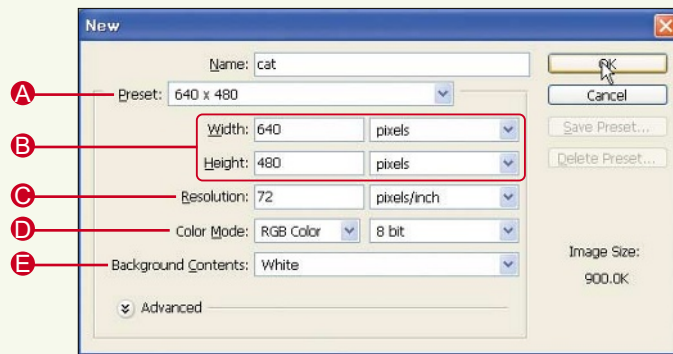 New
Name: cat
OK
A Preset: 640 x 480
Cancel
B Width: 640 pixels
Save Preset...
Height: 480 pixels
Delete Preset...
C Resolution: 72 pixels/inch
D Color Mode: RGB Color 8 bit
Image Size:
E Background Contents: White
900.0K
Advanced